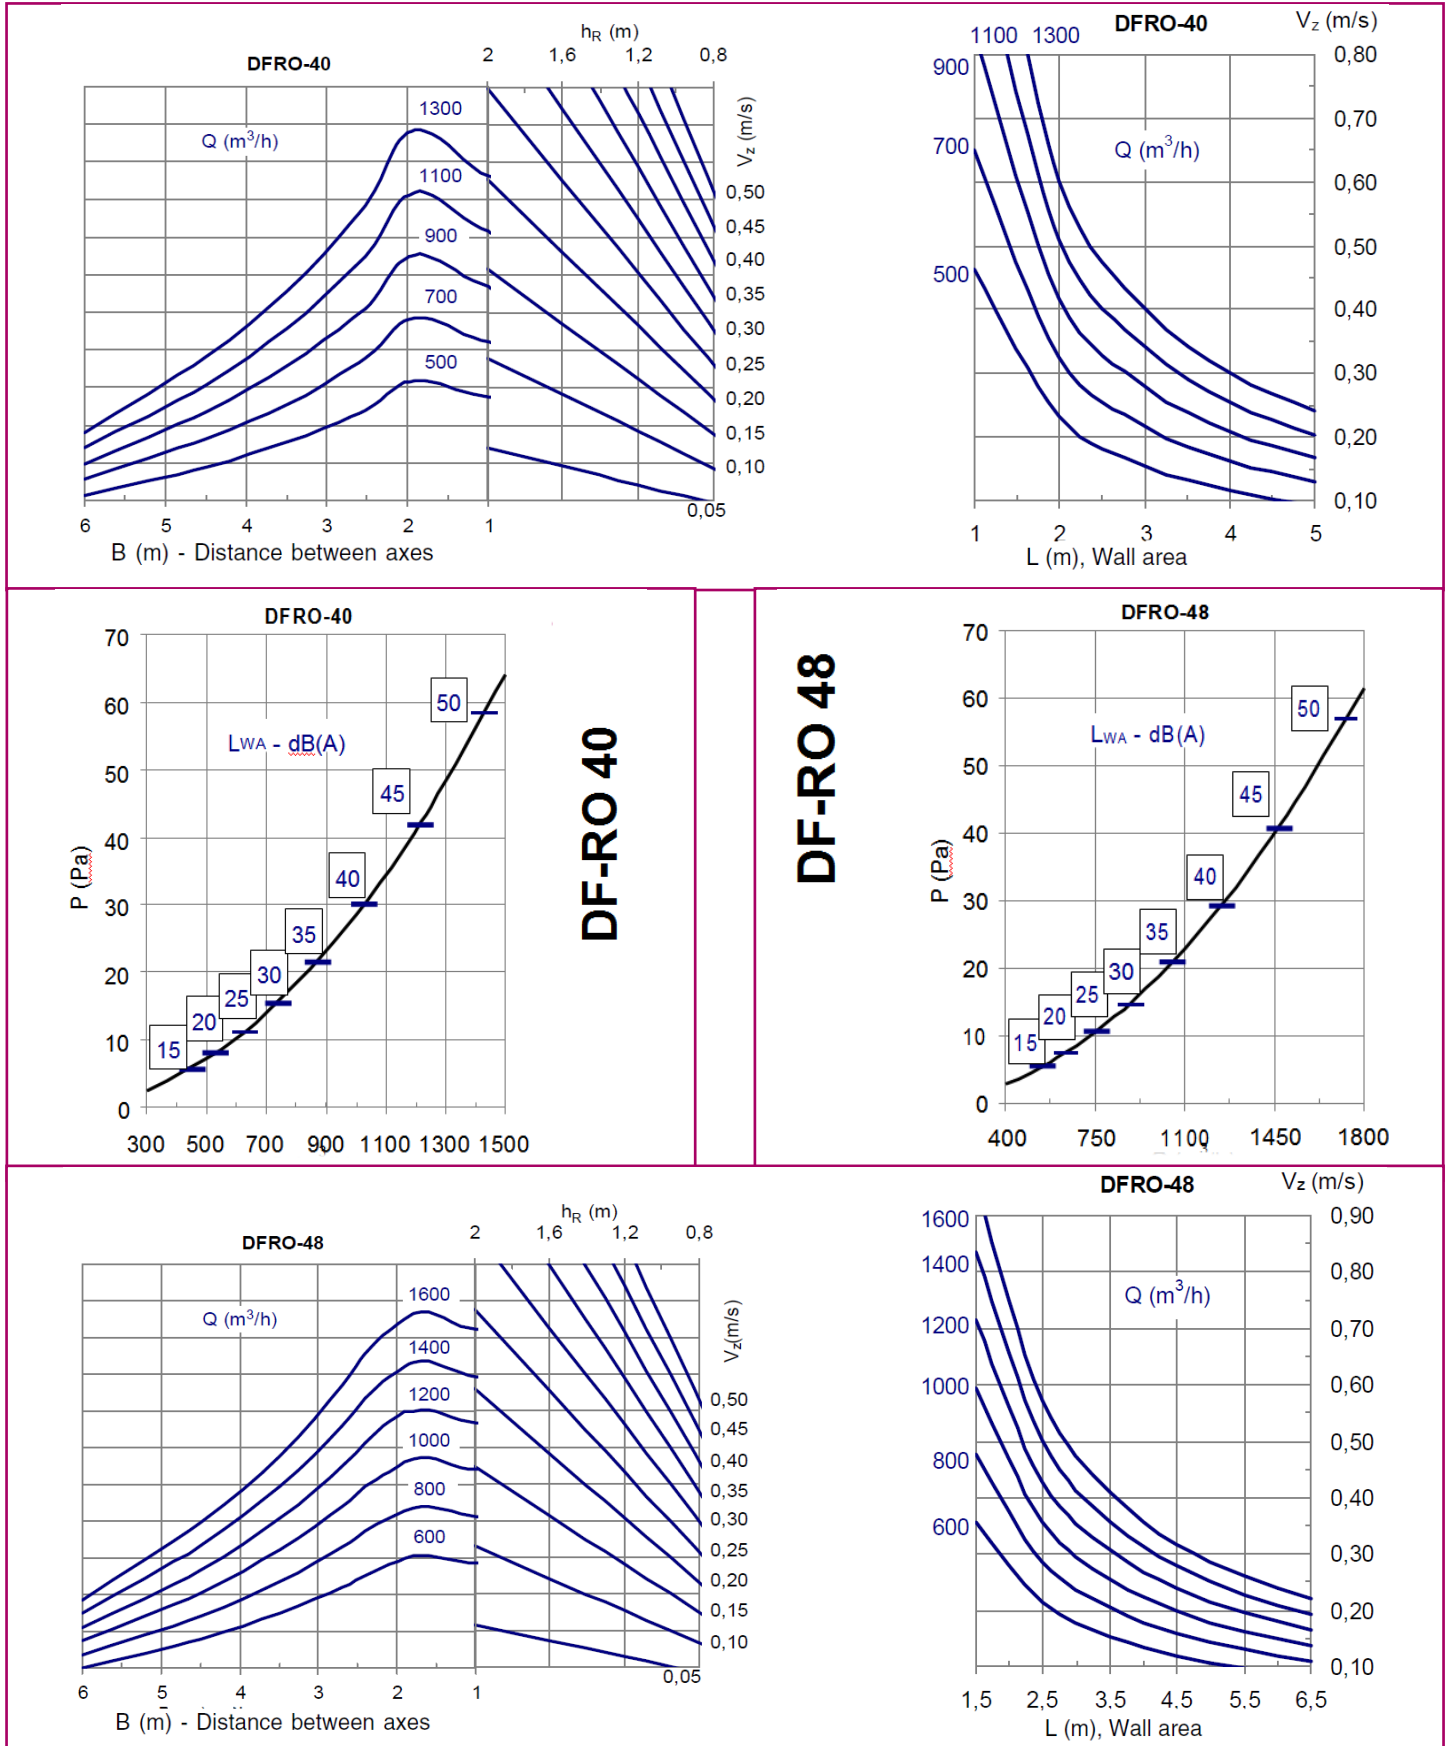 DFRO-40
h_R (m)
2 1,6 1,2 0,8
Q (m³/h)
1300
1100
900
700
500
V_z (m/s)
0,50
0,45
0,40
0,35
0,30
0,25
0,20
0,15
0,10
0,05
6 5 4 3 2 1
B (m) - Distance between axes
DFRO-40
V_z (m/s)
1100 1300
900
700
500
Q (m³/h)
0,80
0,70
0,60
0,50
0,40
0,30
0,20
0,10
1 2 3 4 5
L (m), Wall area
DFRO-40
P (Pa)
70
60
50
40
30
20
10
0
LWA - dB(A)
50
45
40
35
30
25
20
15
300 500 700 900 1100 1300 1500
DF-RO 40
DF-RO 48
DFRO-48
P (Pa)
70
60
50
40
30
20
10
0
LWA - dB(A)
50
45
40
35
30
25
20
15
400 750 1100 1450 1800
DFRO-48
h_R (m)
2 1,6 1,2 0,8
Q (m³/h)
1600
1400
1200
1000
800
600
V_z(m/s)
0,50
0,45
0,40
0,35
0,30
0,25
0,20
0,15
0,10
0,05
6 5 4 3 2 1
B (m) - Distance between axes
DFRO-48
V_z (m/s)
1600
1400
1200
1000
800
600
Q (m³/h)
0,90
0,80
0,70
0,60
0,50
0,40
0,30
0,20
0,10
1,5 2,5 3,5 4,5 5,5 6,5
L (m), Wall area